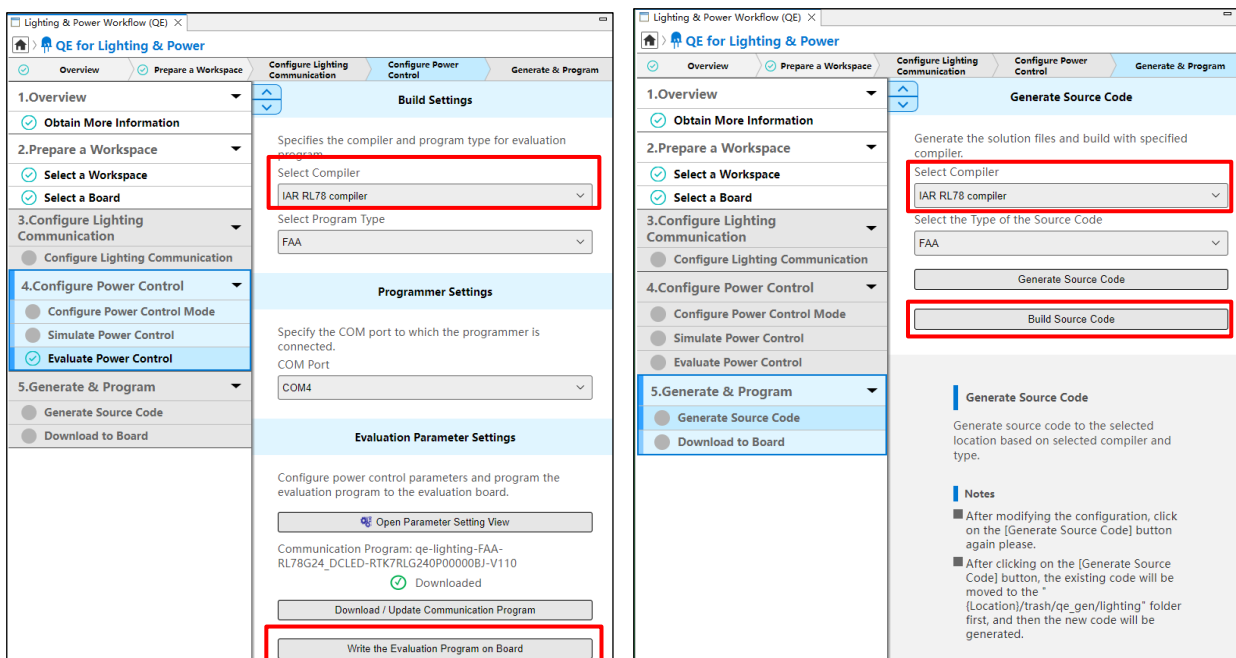 Lighting & Power Workflow (QE)
QE for Lighting & Power
Overview
Prepare a Workspace
Configure Lighting
Communication
Configure Power
Control
Generate & Program
1.Overview
Obtain More Information
2.Prepare a Workspace
Select a Workspace
Select a Board
3.Configure Lighting
Communication
Configure Lighting Communication
4.Configure Power Control
Configure Power Control Mode
Simulate Power Control
Evaluate Power Control
5.Generate & Program
Generate Source Code
Download to Board
Build Settings
Specifies the compiler and program type for evaluation
program.
Select Compiler
IAR RL78 compiler
Select Program Type
FAA
Programmer Settings
Specify the COM port to which the programmer is
connected.
COM Port
COM4
Evaluation Parameter Settings
Configure power control parameters and program the
evaluation program to the evaluation board.
Open Parameter Setting View
Communication Program: qe-lighting-FAA-
RL78G24_DCLED-RTK7RLG240P00000BJ-V110
Downloaded
Download / Update Communication Program
Write the Evaluation Program on Board
Lighting & Power Workflow (QE)
QE for Lighting & Power
Overview
Prepare a Workspace
Configure Lighting
Communication
Configure Power
Control
Generate & Program
1.Overview
Obtain More Information
2.Prepare a Workspace
Select a Workspace
Select a Board
3.Configure Lighting
Communication
Configure Lighting Communication
4.Configure Power Control
Configure Power Control Mode
Simulate Power Control
Evaluate Power Control
5.Generate & Program
Generate Source Code
Download to Board
Generate Source Code
Generate the solution files and build with specified
compiler.
Select Compiler
IAR RL78 compiler
Select the Type of the Source Code
FAA
Generate Source Code
Build Source Code
Generate Source Code
Generate source code to the selected
location based on selected compiler and
type.
Notes
After modifying the configuration, click
on the [Generate Source Code] button
again please.
After clicking on the [Generate Source
Code] button, the existing code will be
moved to the "
{Location}/trash/qe_gen/lighting" folder
first, and then the new code will be
generated.